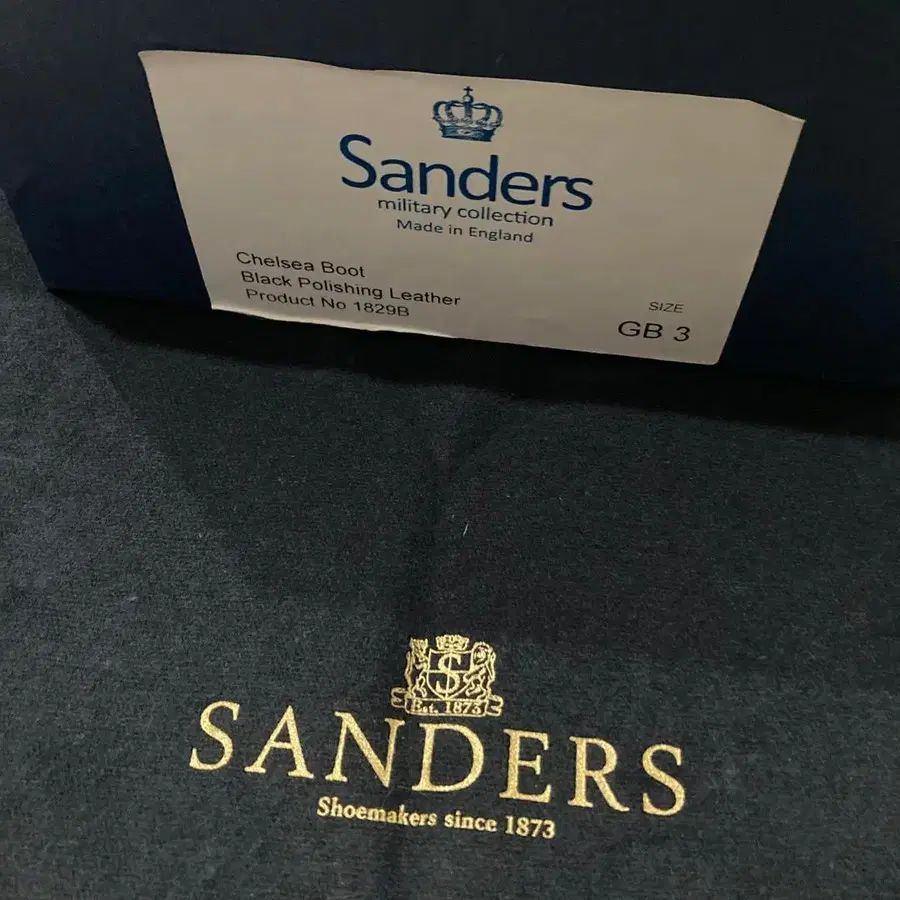 Sanders
military collection
Made in England
Chelsea Boot
Black Polishing Leather
Product No 1829B
SIZE
GB 3
S
Est. 1873
SANDERS
Shoemakers since 1873